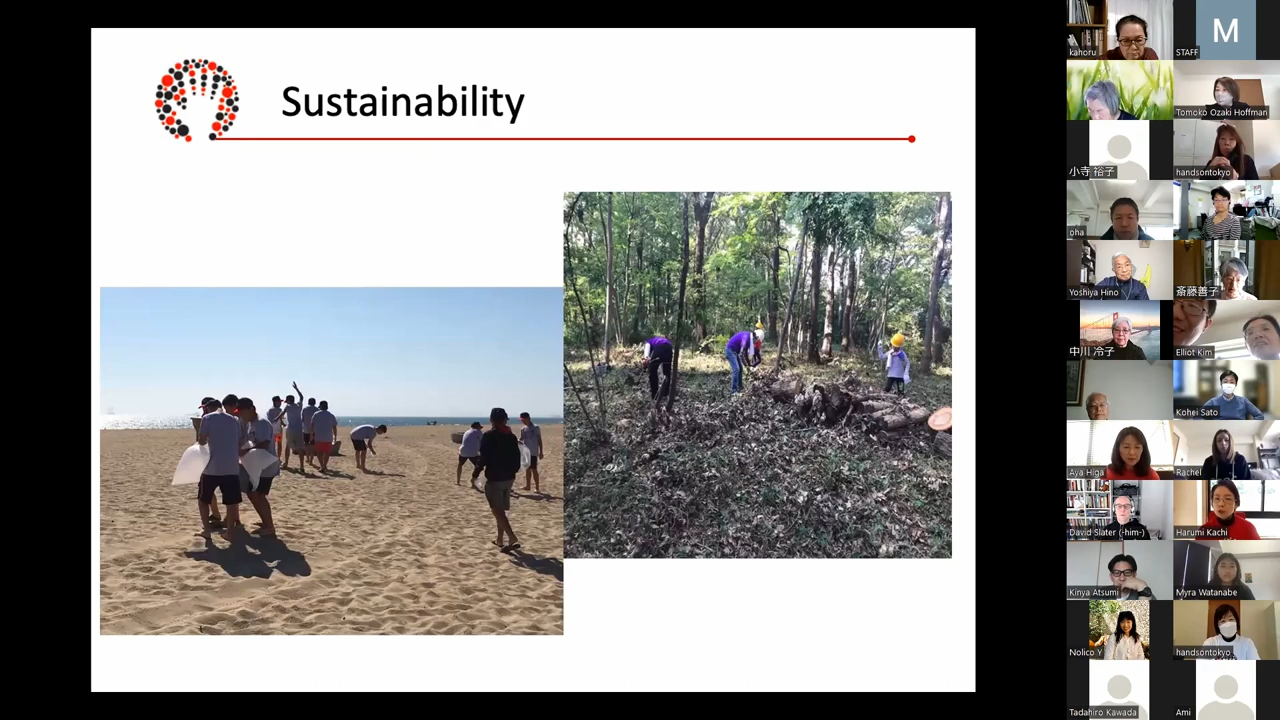 Sustainability
kahoru
M
STAFF
Tomoko Ozaki Hoffman
小寺 裕子
handsontokyo
oha
Yoshiya Hino
斎藤善子
中川 冷子
Elliot Kim
Kohei Sato
Aya Higa
Rachel
David Slater (-him-)
Harumi Kachi
Kinya Atsumi
Myra Watanabe
Nolico Y
handsontokyo
Tadahiro Kawada
Ami